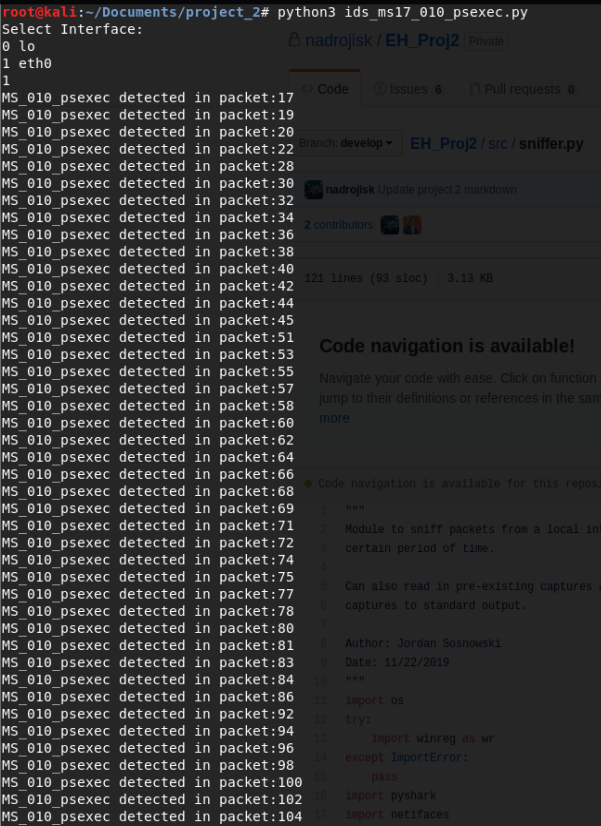 root@kali:~/Documents/project_2# python3 ids_ms17_010_psexec.py
Select Interface:
0 lo
1 eth0
1
MS_010_psexec detected in packet:17
MS_010_psexec detected in packet:19
MS_010_psexec detected in packet:20
MS_010_psexec detected in packet:22
MS_010_psexec detected in packet:28
MS_010_psexec detected in packet:30
MS_010_psexec detected in packet:32
MS_010_psexec detected in packet:34
MS_010_psexec detected in packet:36
MS_010_psexec detected in packet:38
MS_010_psexec detected in packet:40
MS_010_psexec detected in packet:42
MS_010_psexec detected in packet:44
MS_010_psexec detected in packet:45
MS_010_psexec detected in packet:51
MS_010_psexec detected in packet:53
MS_010_psexec detected in packet:55
MS_010_psexec detected in packet:57
MS_010_psexec detected in packet:58
MS_010_psexec detected in packet:60
MS_010_psexec detected in packet:62
MS_010_psexec detected in packet:64
MS_010_psexec detected in packet:66
MS_010_psexec detected in packet:68
MS_010_psexec detected in packet:69
MS_010_psexec detected in packet:71
MS_010_psexec detected in packet:72
MS_010_psexec detected in packet:74
MS_010_psexec detected in packet:75
MS_010_psexec detected in packet:77
MS_010_psexec detected in packet:78
MS_010_psexec detected in packet:80
MS_010_psexec detected in packet:81
MS_010_psexec detected in packet:83
MS_010_psexec detected in packet:84
MS_010_psexec detected in packet:86
MS_010_psexec detected in packet:92
MS_010_psexec detected in packet:94
MS_010_psexec detected in packet:96
MS_010_psexec detected in packet:98
MS_010_psexec detected in packet:100
MS_010_psexec detected in packet:102
MS_010_psexec detected in packet:104
nadrojisk / EH_Proj2 Private
Code Issues 6 Pull requests 0
Branch: develop EH_Proj2 / src / sniffer.py
nadrojisk Update project 2 markdown
2 contributors
121 lines (93 sloc) 3.13 KB
Code navigation is available!
Navigate your code with ease. Click on function
jump to their definitions or references in the sam
more
Code navigation is available for this reposi
1 """
2 Module to sniff packets from a local in
3 certain period of time.
4
5 Can also read in pre-existing captures
6 captures to standard output.
7
8 Author: Jordan Sosnowski
9 Date: 11/22/2019
10 """
11 import os
12 try:
13 import winreg as wr
14 except ImportError:
15 pass
16 import pyshark
17 import netifaces